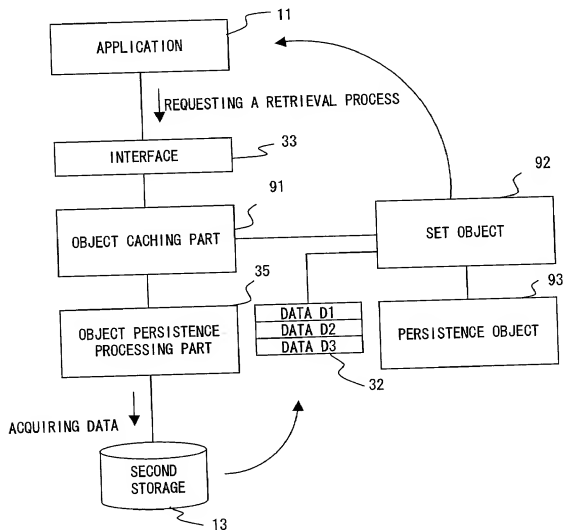 11
APPLICATION
REQUESTING A RETRIEVAL PROCESS
INTERFACE
33
91
92
OBJECT CACHING PART
SET OBJECT
35
93
OBJECT PERSISTENCE
PROCESSING PART
DATA D1
DATA D2
DATA D3
PERSISTENCE OBJECT
32
ACQUIRING DATA
SECOND
STORAGE
13